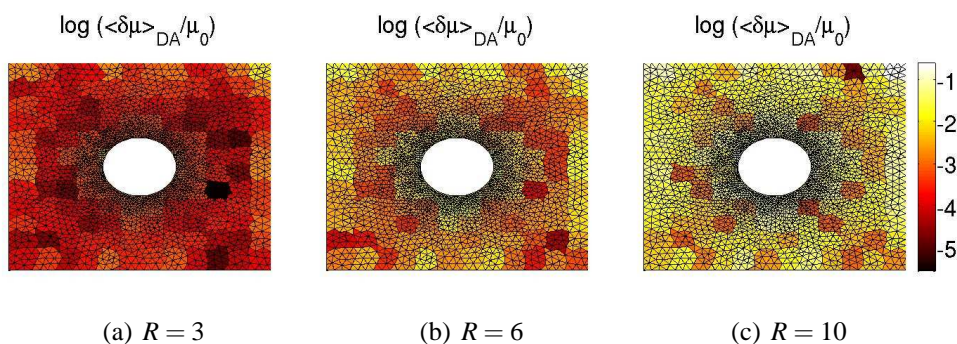 log (<δμ>DA/μ0)
log (<δμ>DA/μ0)
log (<δμ>DA/μ0)
-1
-2
-3
-4
-5
(a) R = 3
(b) R = 6
(c) R = 10